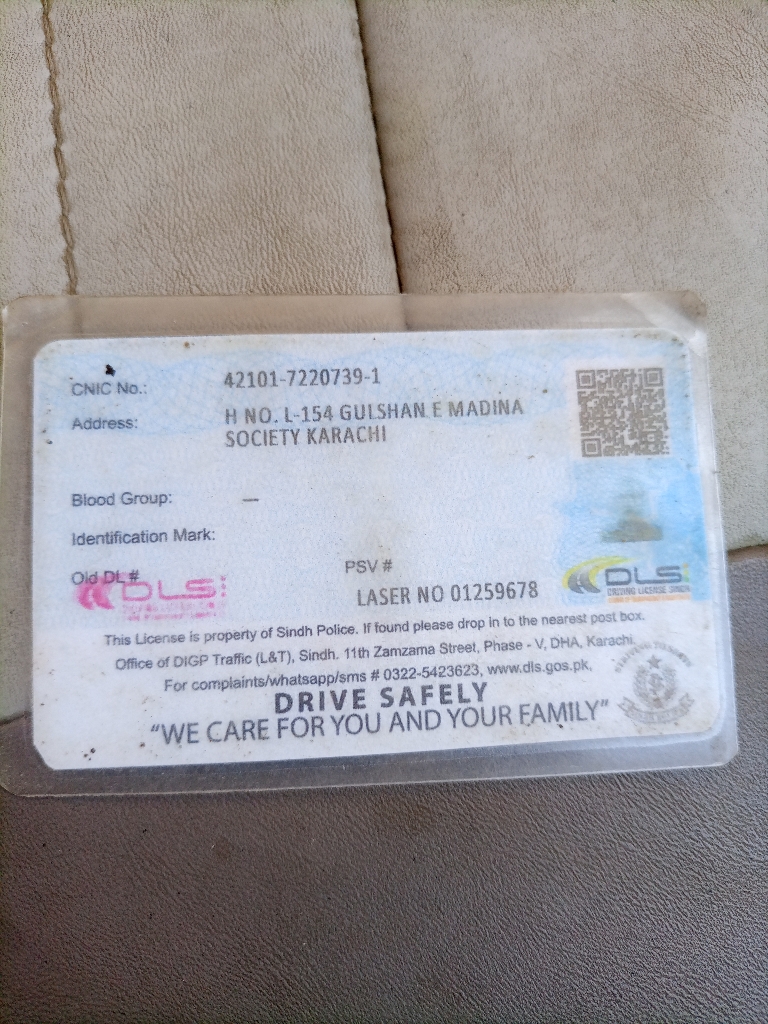 CNIC No.: 42101-7220739-1
Address: H NO. L-154 GULSHAN E MADINA
SOCIETY KARACHI
Blood Group: —
Identification Mark:
Old DL # PSV #
DLS
LASER NO 01259678
DLS
DRIVING LICENSE SINDH
This License is property of Sindh Police. If found please drop in to the nearest post box.
Office of DIGP Traffic (L&T), Sindh. 11th Zamzama Street, Phase - V, DHA, Karachi.
For complaints/whatsapp/sms # 0322-5423623, www.dls.gos.pk,
DRIVE SAFELY
“WE CARE FOR YOU AND YOUR FAMILY”